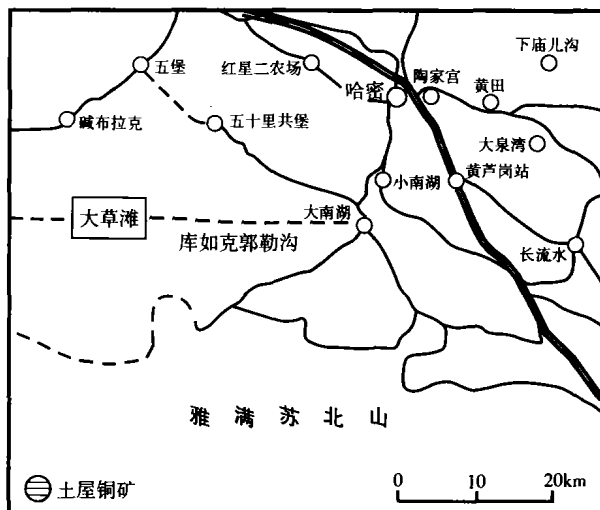 下庙儿沟
五堡
红星二农场
陶家宫
哈密
黄田
碱布拉克
五十里共堡
大泉湾
小南湖
黄芦岗站
大草滩
大南湖
库如克郭勒沟
长流水
雅满苏北山
土屋铜矿
0 10 20km